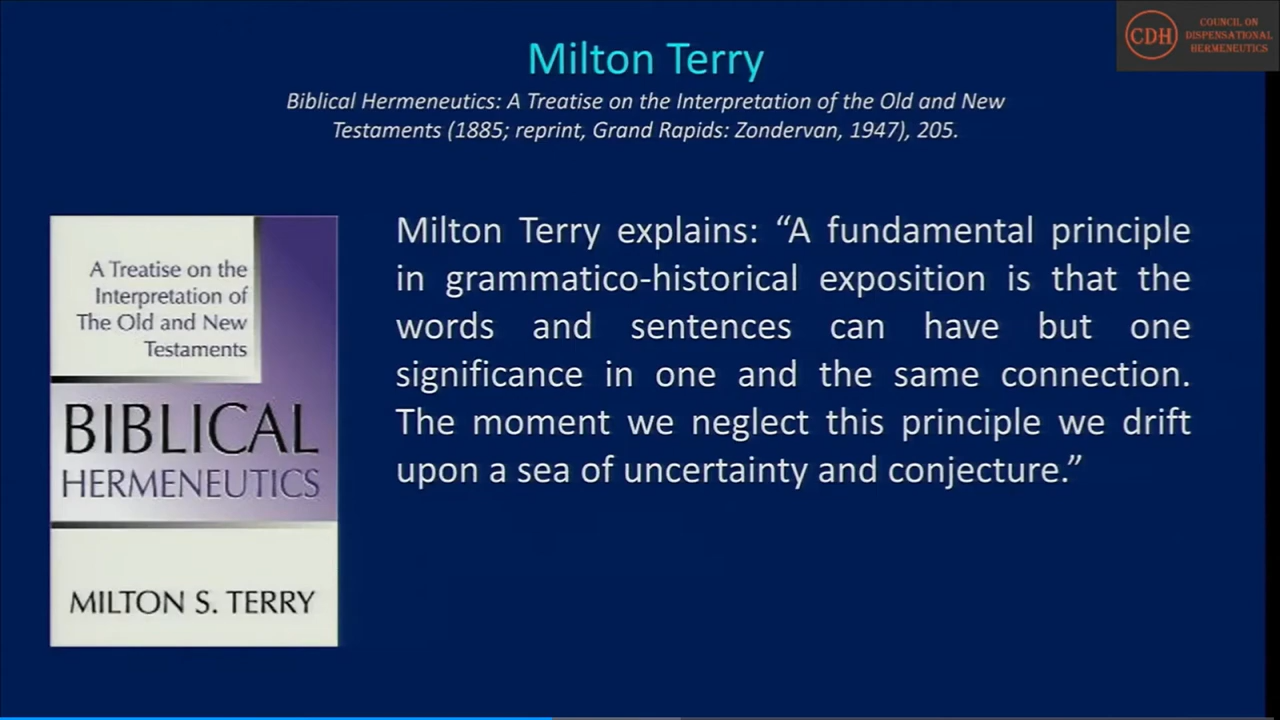 CDH
COUNCIL ON
DISPENSATIONAL
HERMENEUTICS
Milton Terry
Biblical Hermeneutics: A Treatise on the Interpretation of the Old and New
Testaments (1885; reprint, Grand Rapids: Zondervan, 1947), 205.
A Treatise on the
Interpretation of
The Old and New
Testaments
BIBLICAL
HERMENEUTICS
MILTON S. TERRY
Milton Terry explains: “A fundamental principle
in grammatico-historical exposition is that the
words and sentences can have but one
significance in one and the same connection.
The moment we neglect this principle we drift
upon a sea of uncertainty and conjecture.”